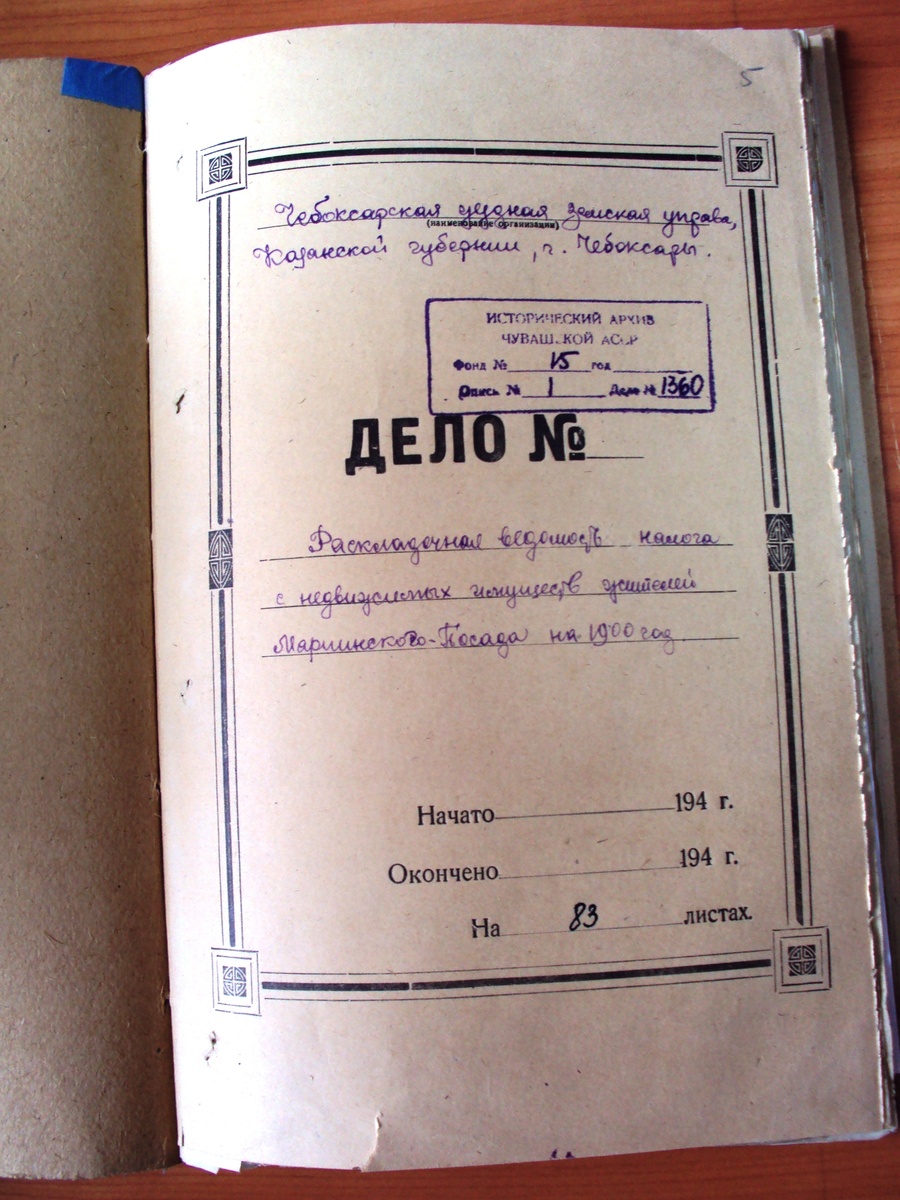 5
Чебоксарская уездная земская управа,
(наименование организации)
Казанской губернии, г. Чебоксары.
ИСТОРИЧЕСКИЙ АРХИВ
ЧУВАШСКОЙ АССР
Фонд № 15 год
Опись № 1 Дело № 1360
ДЕЛО №
Раскладочная ведомость налога
с недвижимых имуществ жителей
Мариинского-Посада на 1900 год.
Начато 194 г.
Окончено 194 г.
На 83 листах.